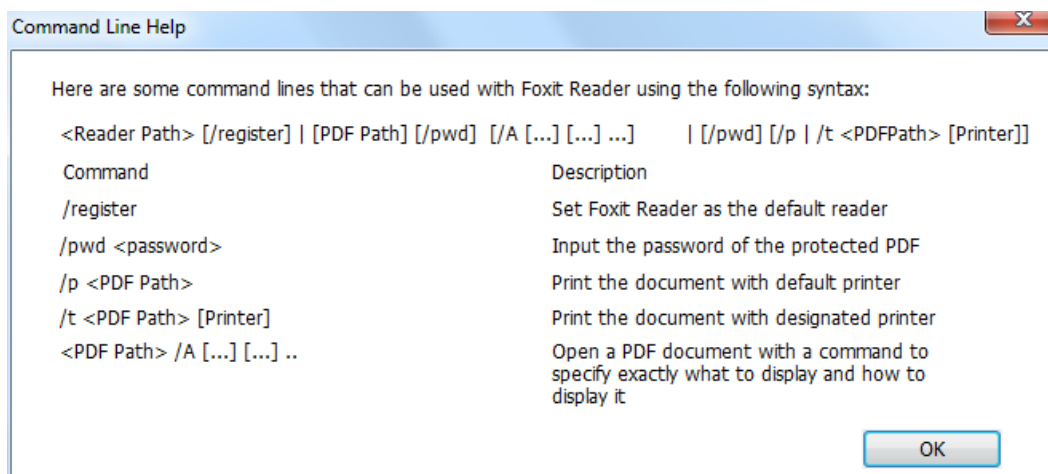 Command Line Help
X
Here are some command lines that can be used with Foxit Reader using the following syntax:
<Reader Path> [/register] | [PDF Path] [/pwd] [/A [...] [...] ...] | [/pwd] [/p | /t <PDFPath> [Printer]]
Command Description
/register Set Foxit Reader as the default reader
/pwd <password> Input the password of the protected PDF
/p <PDF Path> Print the document with default printer
/t <PDF Path> [Printer] Print the document with designated printer
<PDF Path> /A [...] [...] .. Open a PDF document with a command to
specify exactly what to display and how to
display it
OK